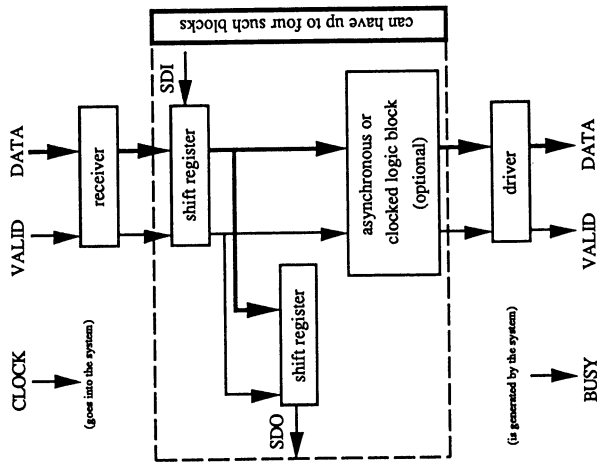 can have up to four such blocks
DATA
VALID
CLOCK
receiver
(goes into the system)
SDI
shift register
shift register
SDO
asynchronous or
clocked logic block
(optional)
driver
(is generated by the system)
DATA
VALID
BUSY